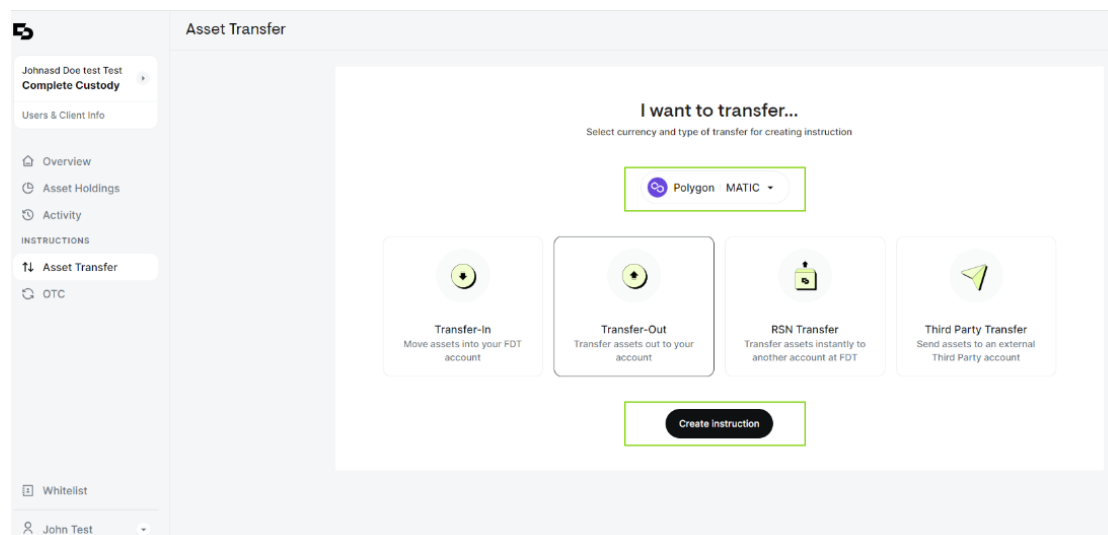 Asset Transfer
Johnasd Doe test Test
Complete Custody
Users & Client Info
Overview
Asset Holdings
Activity
INSTRUCTIONS
Asset Transfer
OTC
Whitelist
John Test
I want to transfer...
Select currency and type of transfer for creating instruction
Polygon MATIC
Transfer-In
Move assets into your FDT
account
Transfer-Out
Transfer assets out to your
account
RSN Transfer
Transfer assets instantly to
another account at FDT
Third Party Transfer
Send assets to an external
Third Party account
Create instruction